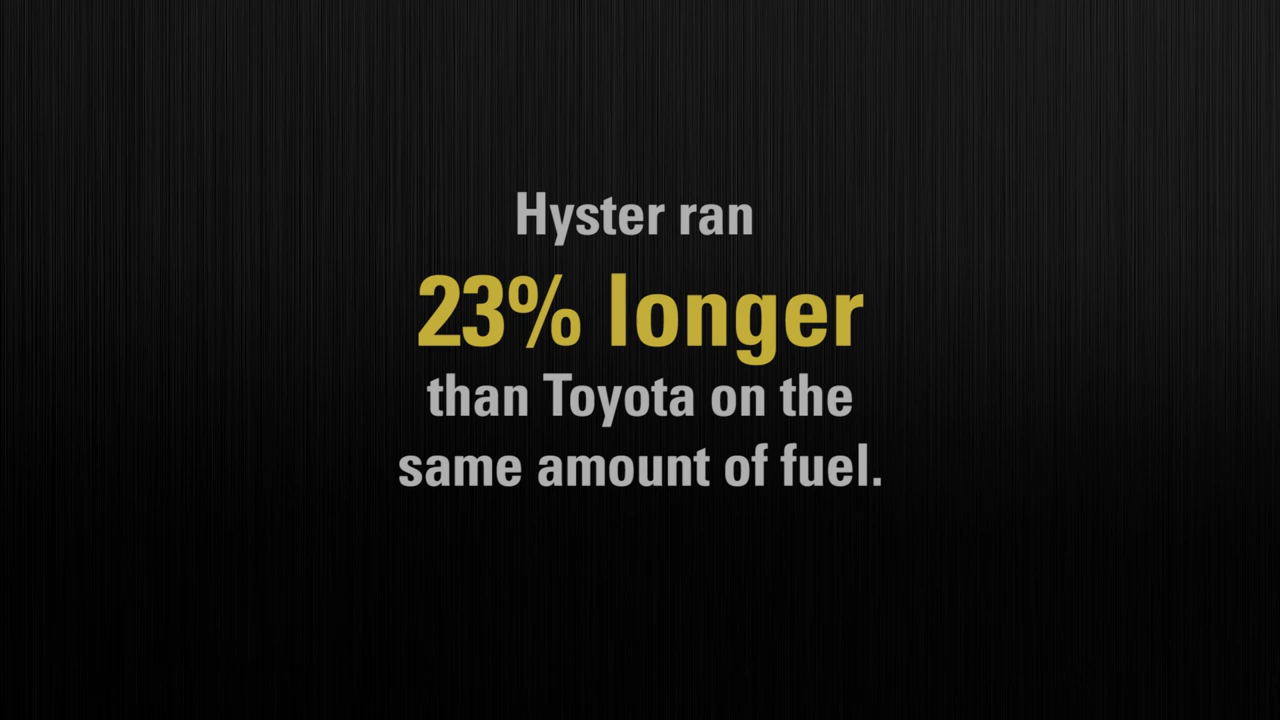 Hyster ran
23% longer
than Toyota on the
same amount of fuel.